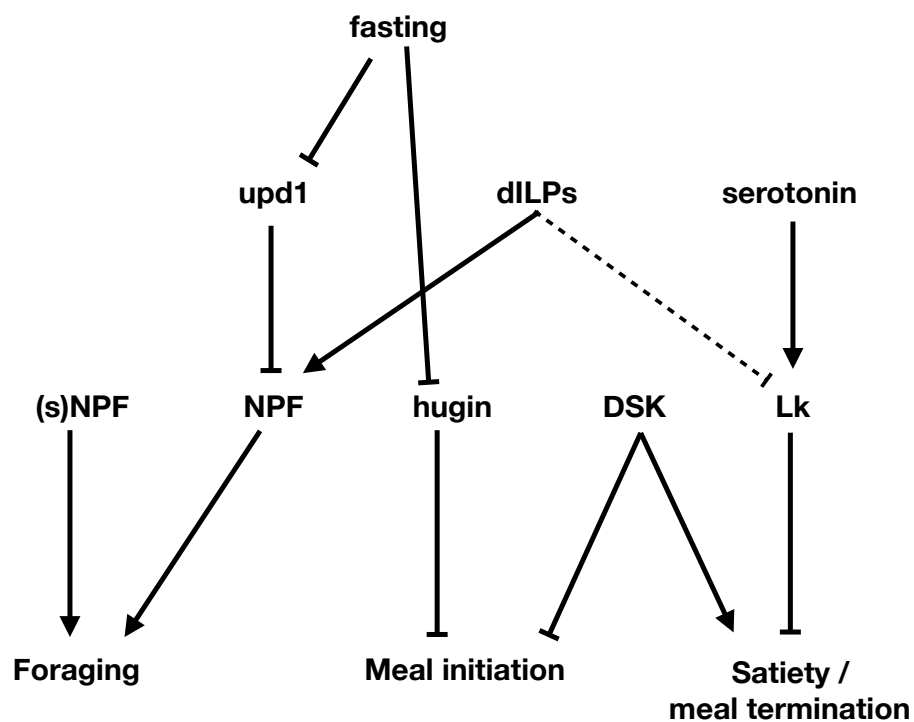 fasting
upd1
dILPs
serotonin
(s)NPF
NPF
hugin
DSK
Lk
Foraging
Meal initiation
Satiety /
meal termination